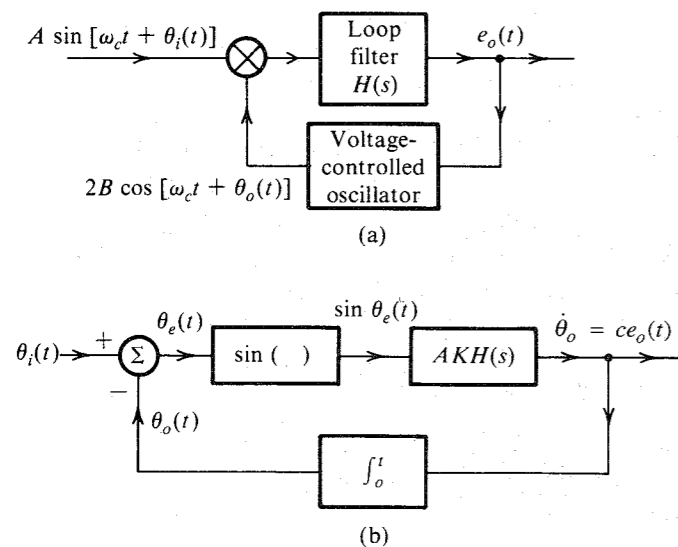 A sin [ω_c t + θ_i(t)]
Loop
filter
H(s)
e_o(t)
Voltage-
controlled
oscillator
2B cos [ω_c t + θ_o(t)]
(a)
θ_i(t)
+
Σ
−
θ_e(t)
sin ( )
sin θ_e(t)
AKH(s)
θ̇_o = ce_o(t)
θ_o(t)
∫_o^t
(b)